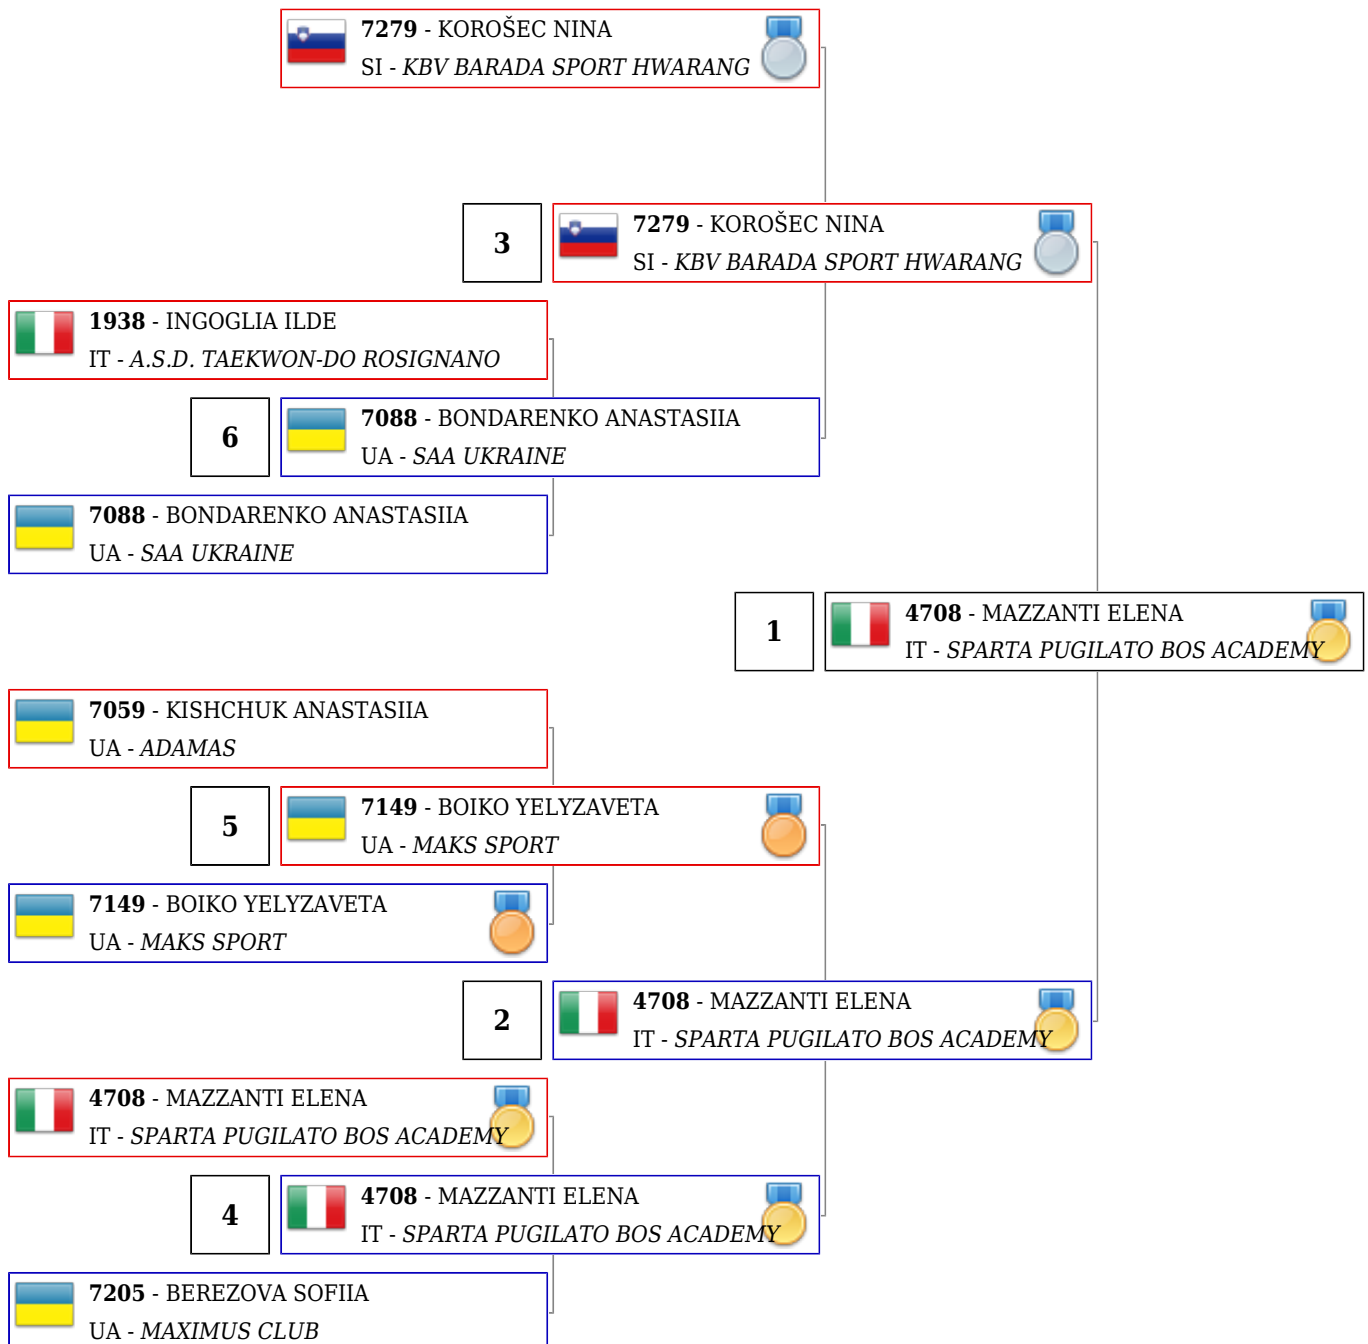 7279 - KOROŠEC NINA
SI - KBV BARADA SPORT HWARANG
3
7279 - KOROŠEC NINA
SI - KBV BARADA SPORT HWARANG
1938 - INGOGLIA ILDE
IT - A.S.D. TAEKWON-DO ROSIGNANO
6
7088 - BONDARENKO ANASTASIIA
UA - SAA UKRAINE
7088 - BONDARENKO ANASTASIIA
UA - SAA UKRAINE
1
4708 - MAZZANTI ELENA
IT - SPARTA PUGILATO BOS ACADEMY
7059 - KISHCHUK ANASTASIIA
UA - ADAMAS
5
7149 - BOIKO YELYZAVETA
UA - MAKS SPORT
7149 - BOIKO YELYZAVETA
UA - MAKS SPORT
2
4708 - MAZZANTI ELENA
IT - SPARTA PUGILATO BOS ACADEMY
4708 - MAZZANTI ELENA
IT - SPARTA PUGILATO BOS ACADEMY
4
4708 - MAZZANTI ELENA
IT - SPARTA PUGILATO BOS ACADEMY
7205 - BEREZOVA SOFIIA
UA - MAXIMUS CLUB